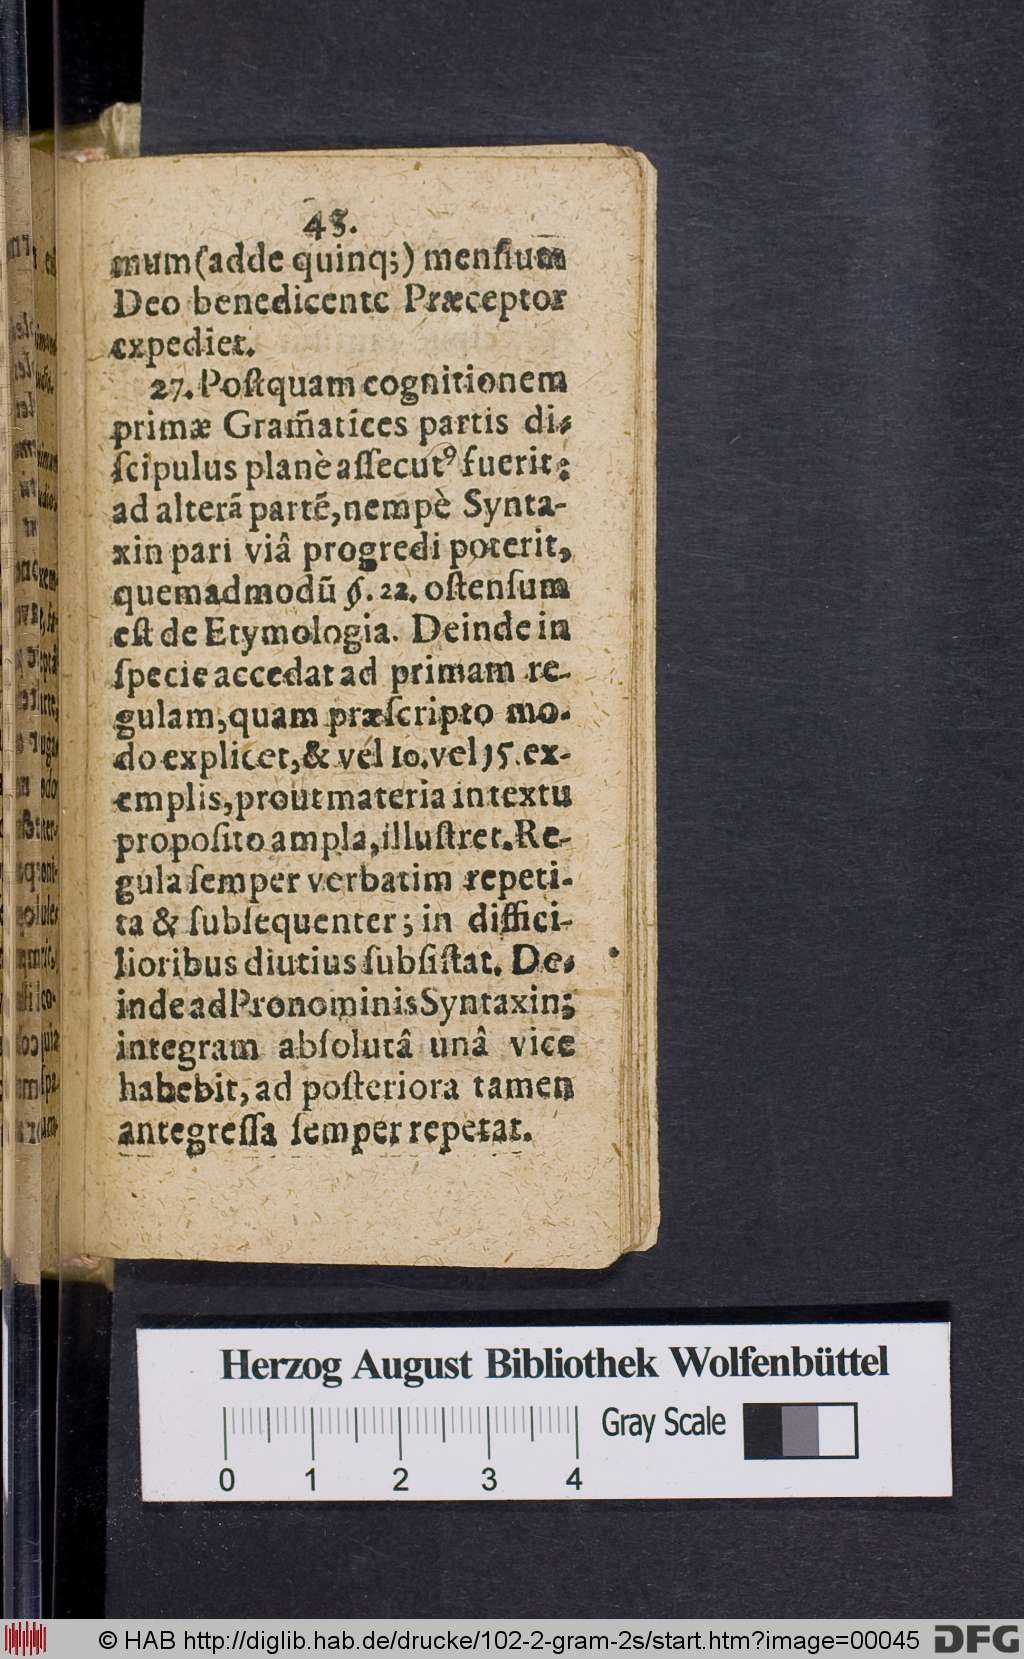 43.
mum (adde quinq;) menſium
Deo benedicente Præceptor
expediet.
27. Poſtquam cognitionem
primæ Gram̃atices partis di-
ſcipulus planè aſſecutꝰ fuerit:
ad alterã partẽ, nempè Synta-
xin pari viâ progredi poterit,
quemadmodũ §. 22. oſtenſum
eſt de Etymologia. Deinde in
ſpecie accedat ad primam re-
gulam, quam præſcripto mo-
do explicet, & vel 10. vel 15. ex-
emplis, prout materia in textu
propoſito ampla, illuſtret. Re-
gula ſemper verbatim repeti-
ta & ſubſequenter; in diffici-
lioribus diutius ſubſiſtat. De-
inde ad Pronominis Syntaxin;
integram abſolutâ unâ vice
habebit, ad poſteriora tamen
antegreſſa ſemper repetat.
Herzog August Bibliothek Wolfenbüttel
Gray Scale
0 1 2 3 4
© HAB http://diglib.hab.de/drucke/102-2-gram-2s/start.htm?image=00045
DFG